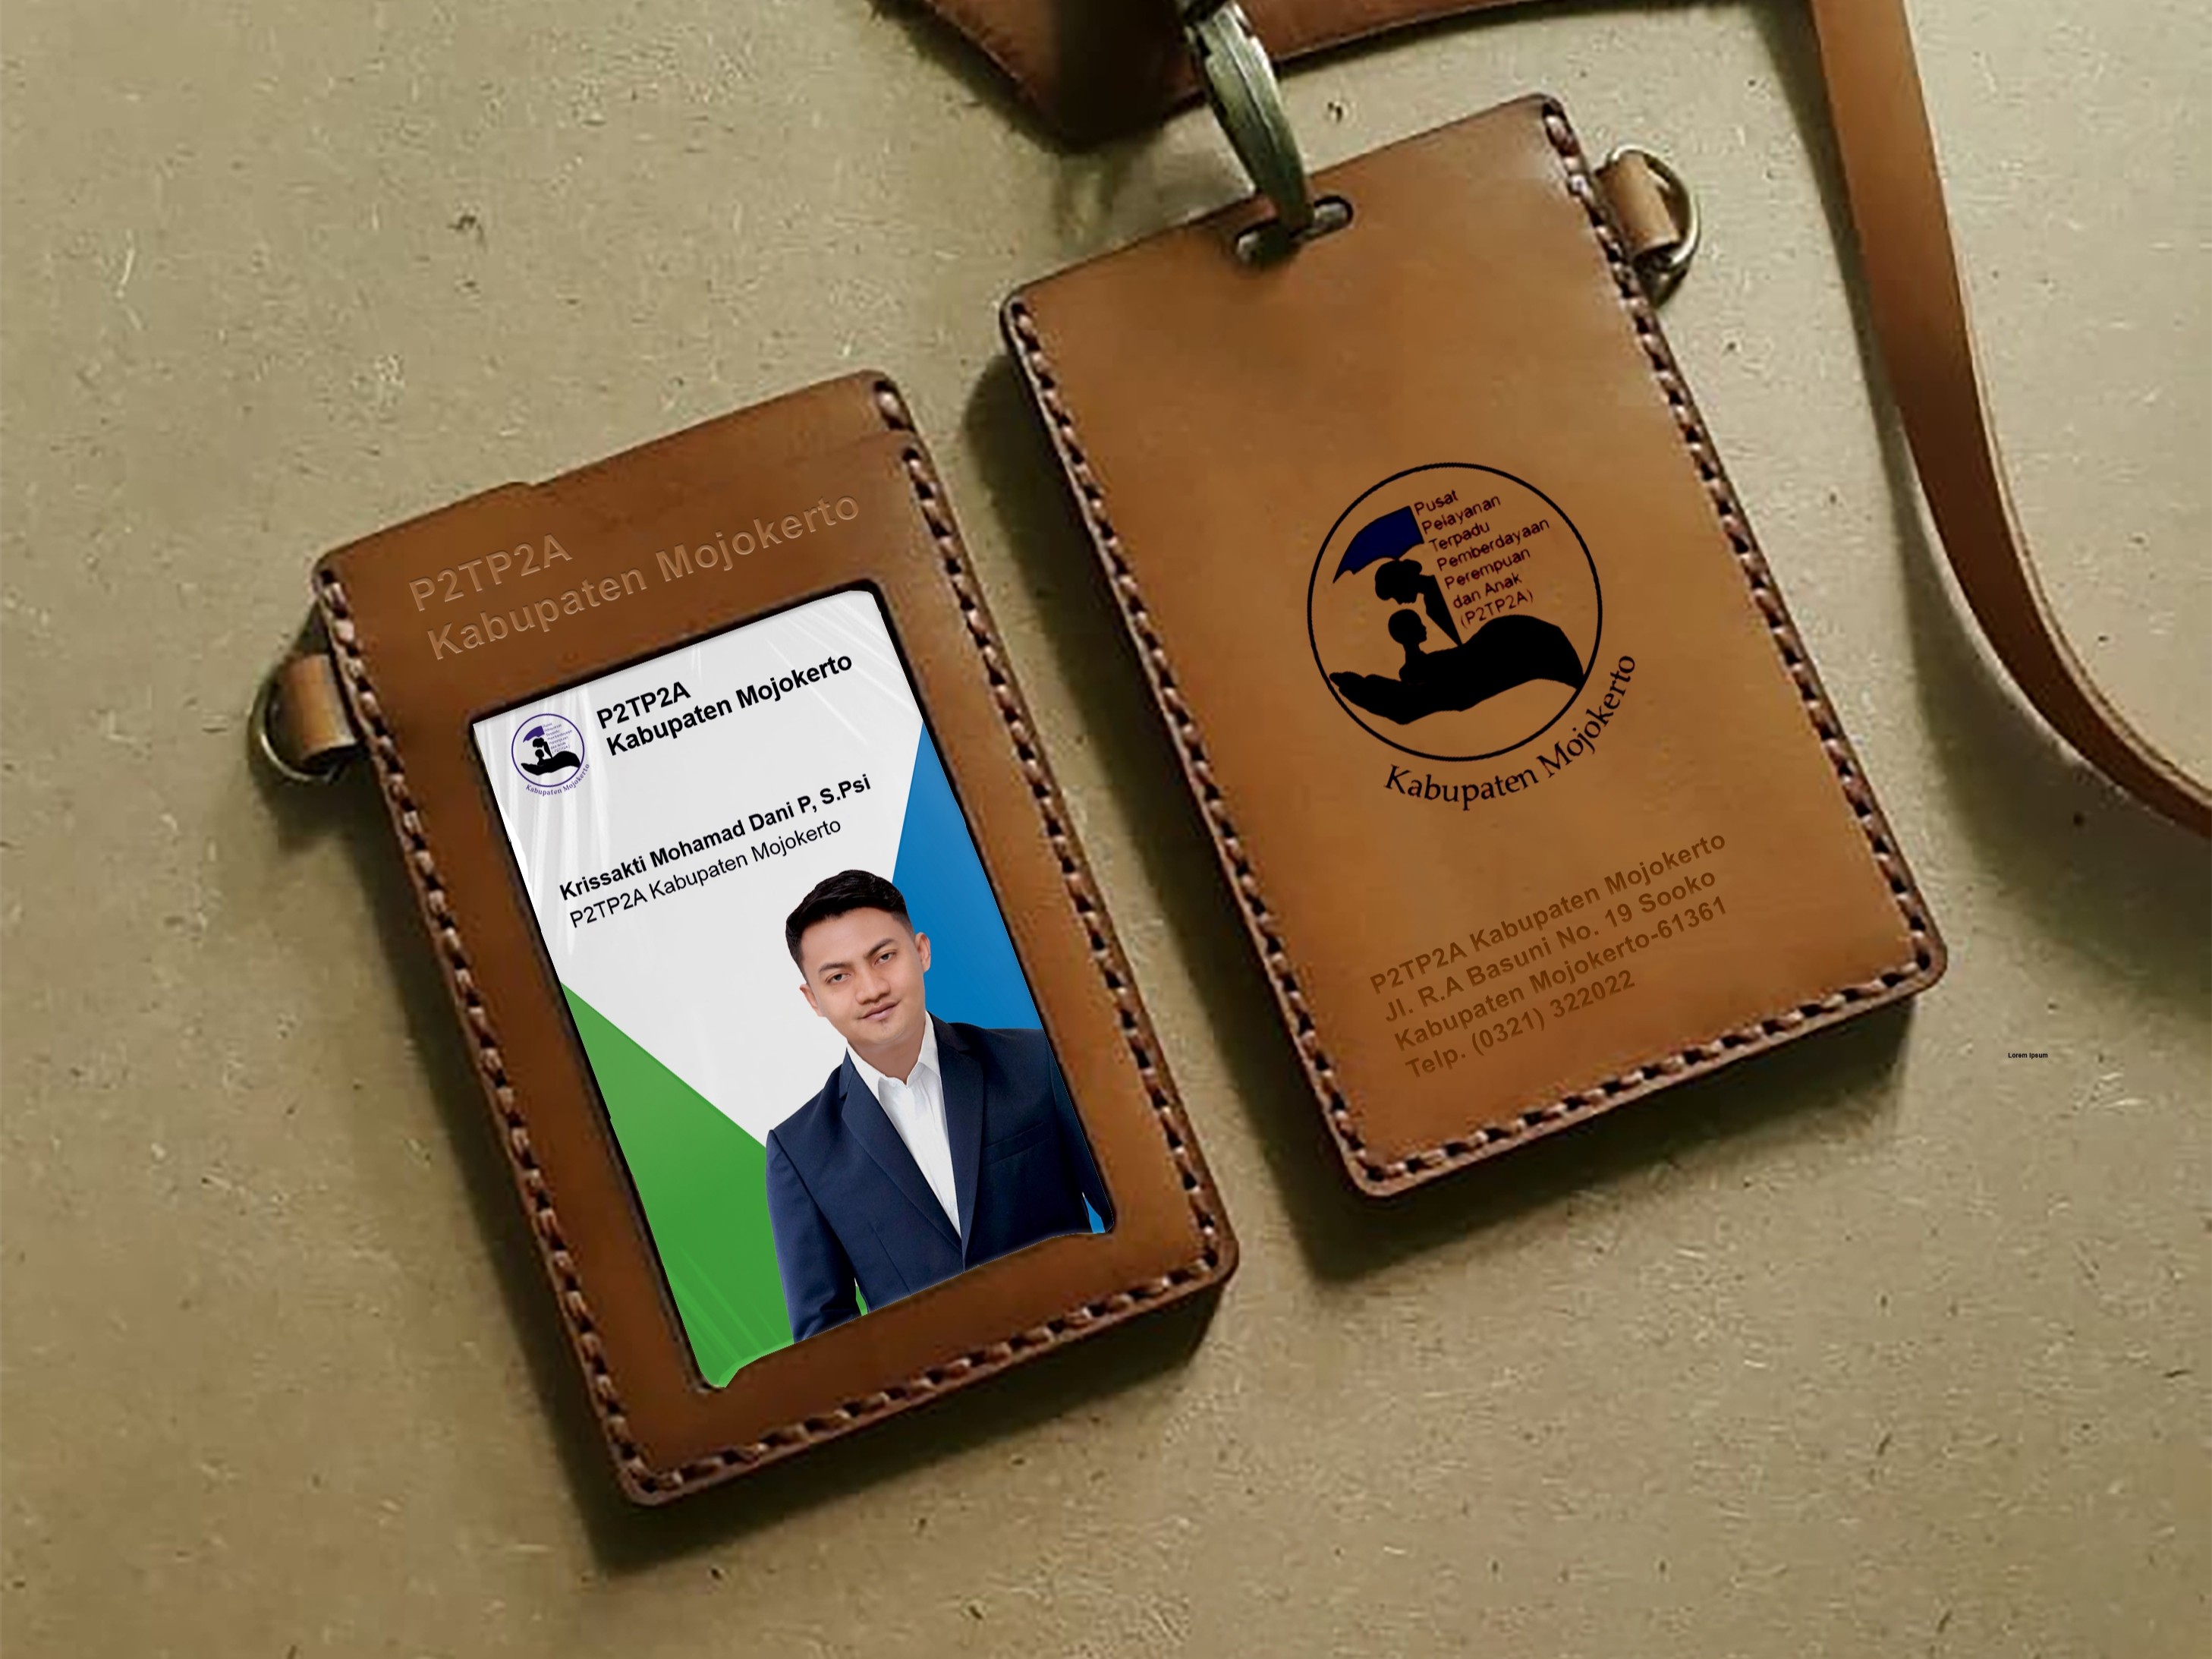 P2TP2A
Kabupaten Mojokerto
P2TP2A
Kabupaten Mojokerto
Kabupaten Mojokerto
Krissakti Mohamad Dani P, S.Psi
P2TP2A Kabupaten Mojokerto
Pusat
Pelayanan
Terpadu
Pemberdayaan
Perempuan
dan Anak
(P2TP2A)
Kabupaten Mojokerto
P2TP2A Kabupaten Mojokerto
Jl. R.A Basuni No. 19 Sooko
Kabupaten Mojokerto-61361
Telp. (0321) 322022
Lorem Ipsum